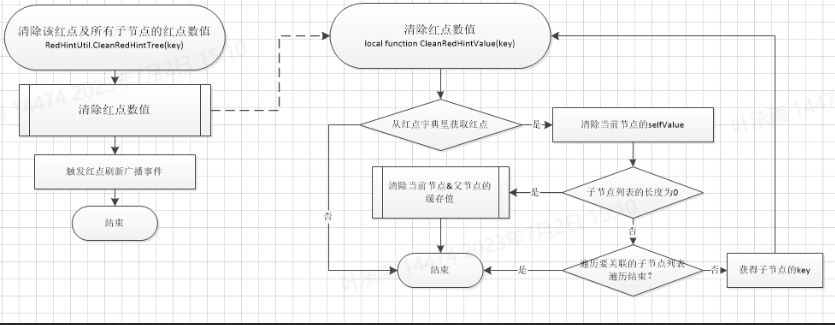 清除该红点及所有子节点的红点数值
RedHintUtil.CleanRedHintTree(key)
清除红点数值
触发红点刷新广播事件
结束
清除红点数值
local function CleanRedHintValue(key)
从红点字典里获取红点
是
清除当前节点的selfValue
子节点列表的长度为0
是
清除当前节点&父节点的
缓存值
否
否
遍历要关联的子节点列表
遍历结束？
是
否
获得子节点的key
结束
14474 2023年7月2日 15:10